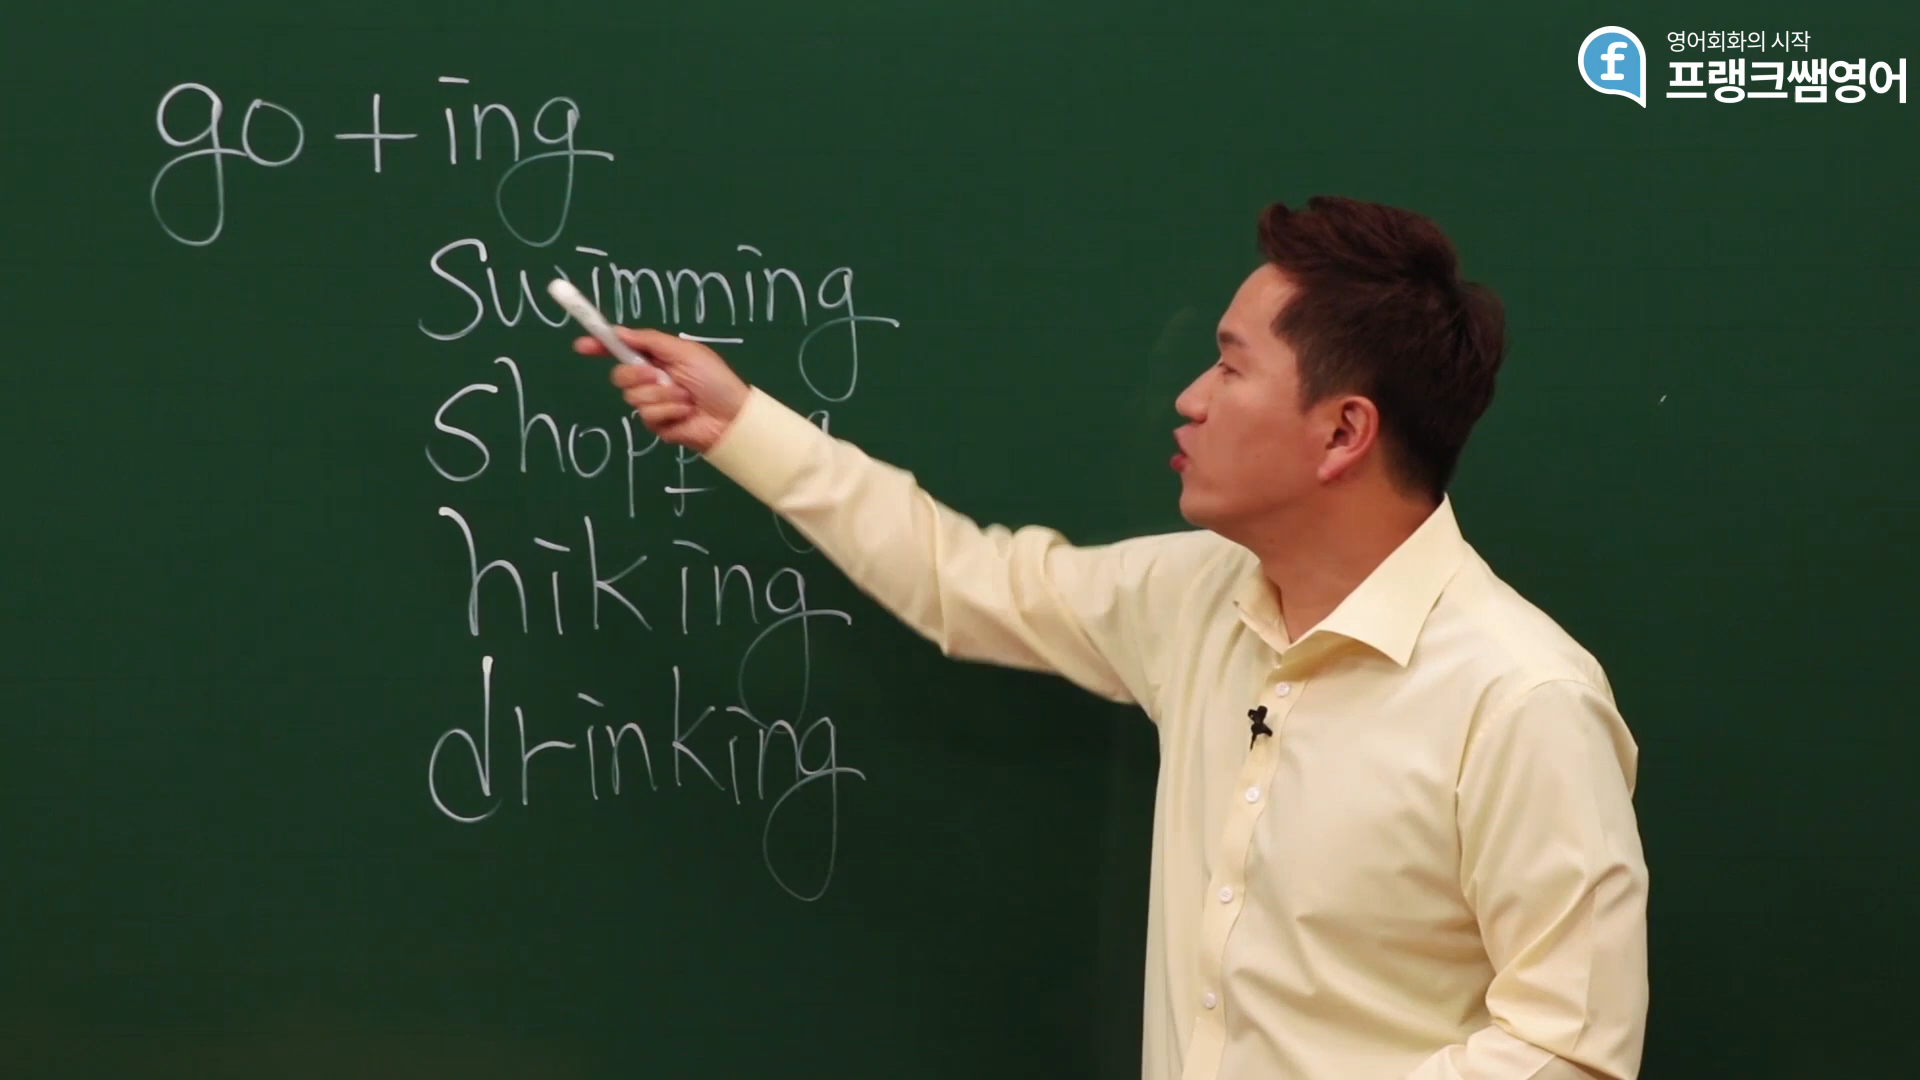 영어회화의 시작
프랭크쌤영어
f
go + ing
swimming
hiking
drinking